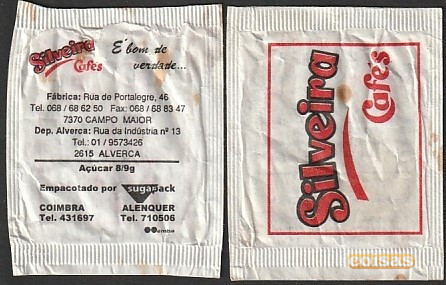 Silveira
Cafés
É bom de
verdade...
Fábrica: Rua de Portalegre, 46
Tel. 068 / 68 62 50 Fax: 068 / 68 83 47
7370 CAMPO MAIOR
Dep. Alverca: Rua da Indústria nº 13
Tel.: 01 / 9573426
2615 ALVERCA
Açúcar 8/9g
Empacotado por sugapack
COIMBRA ALENQUER
Tel. 431697 Tel. 710506
Silveira
Cafés
coisas